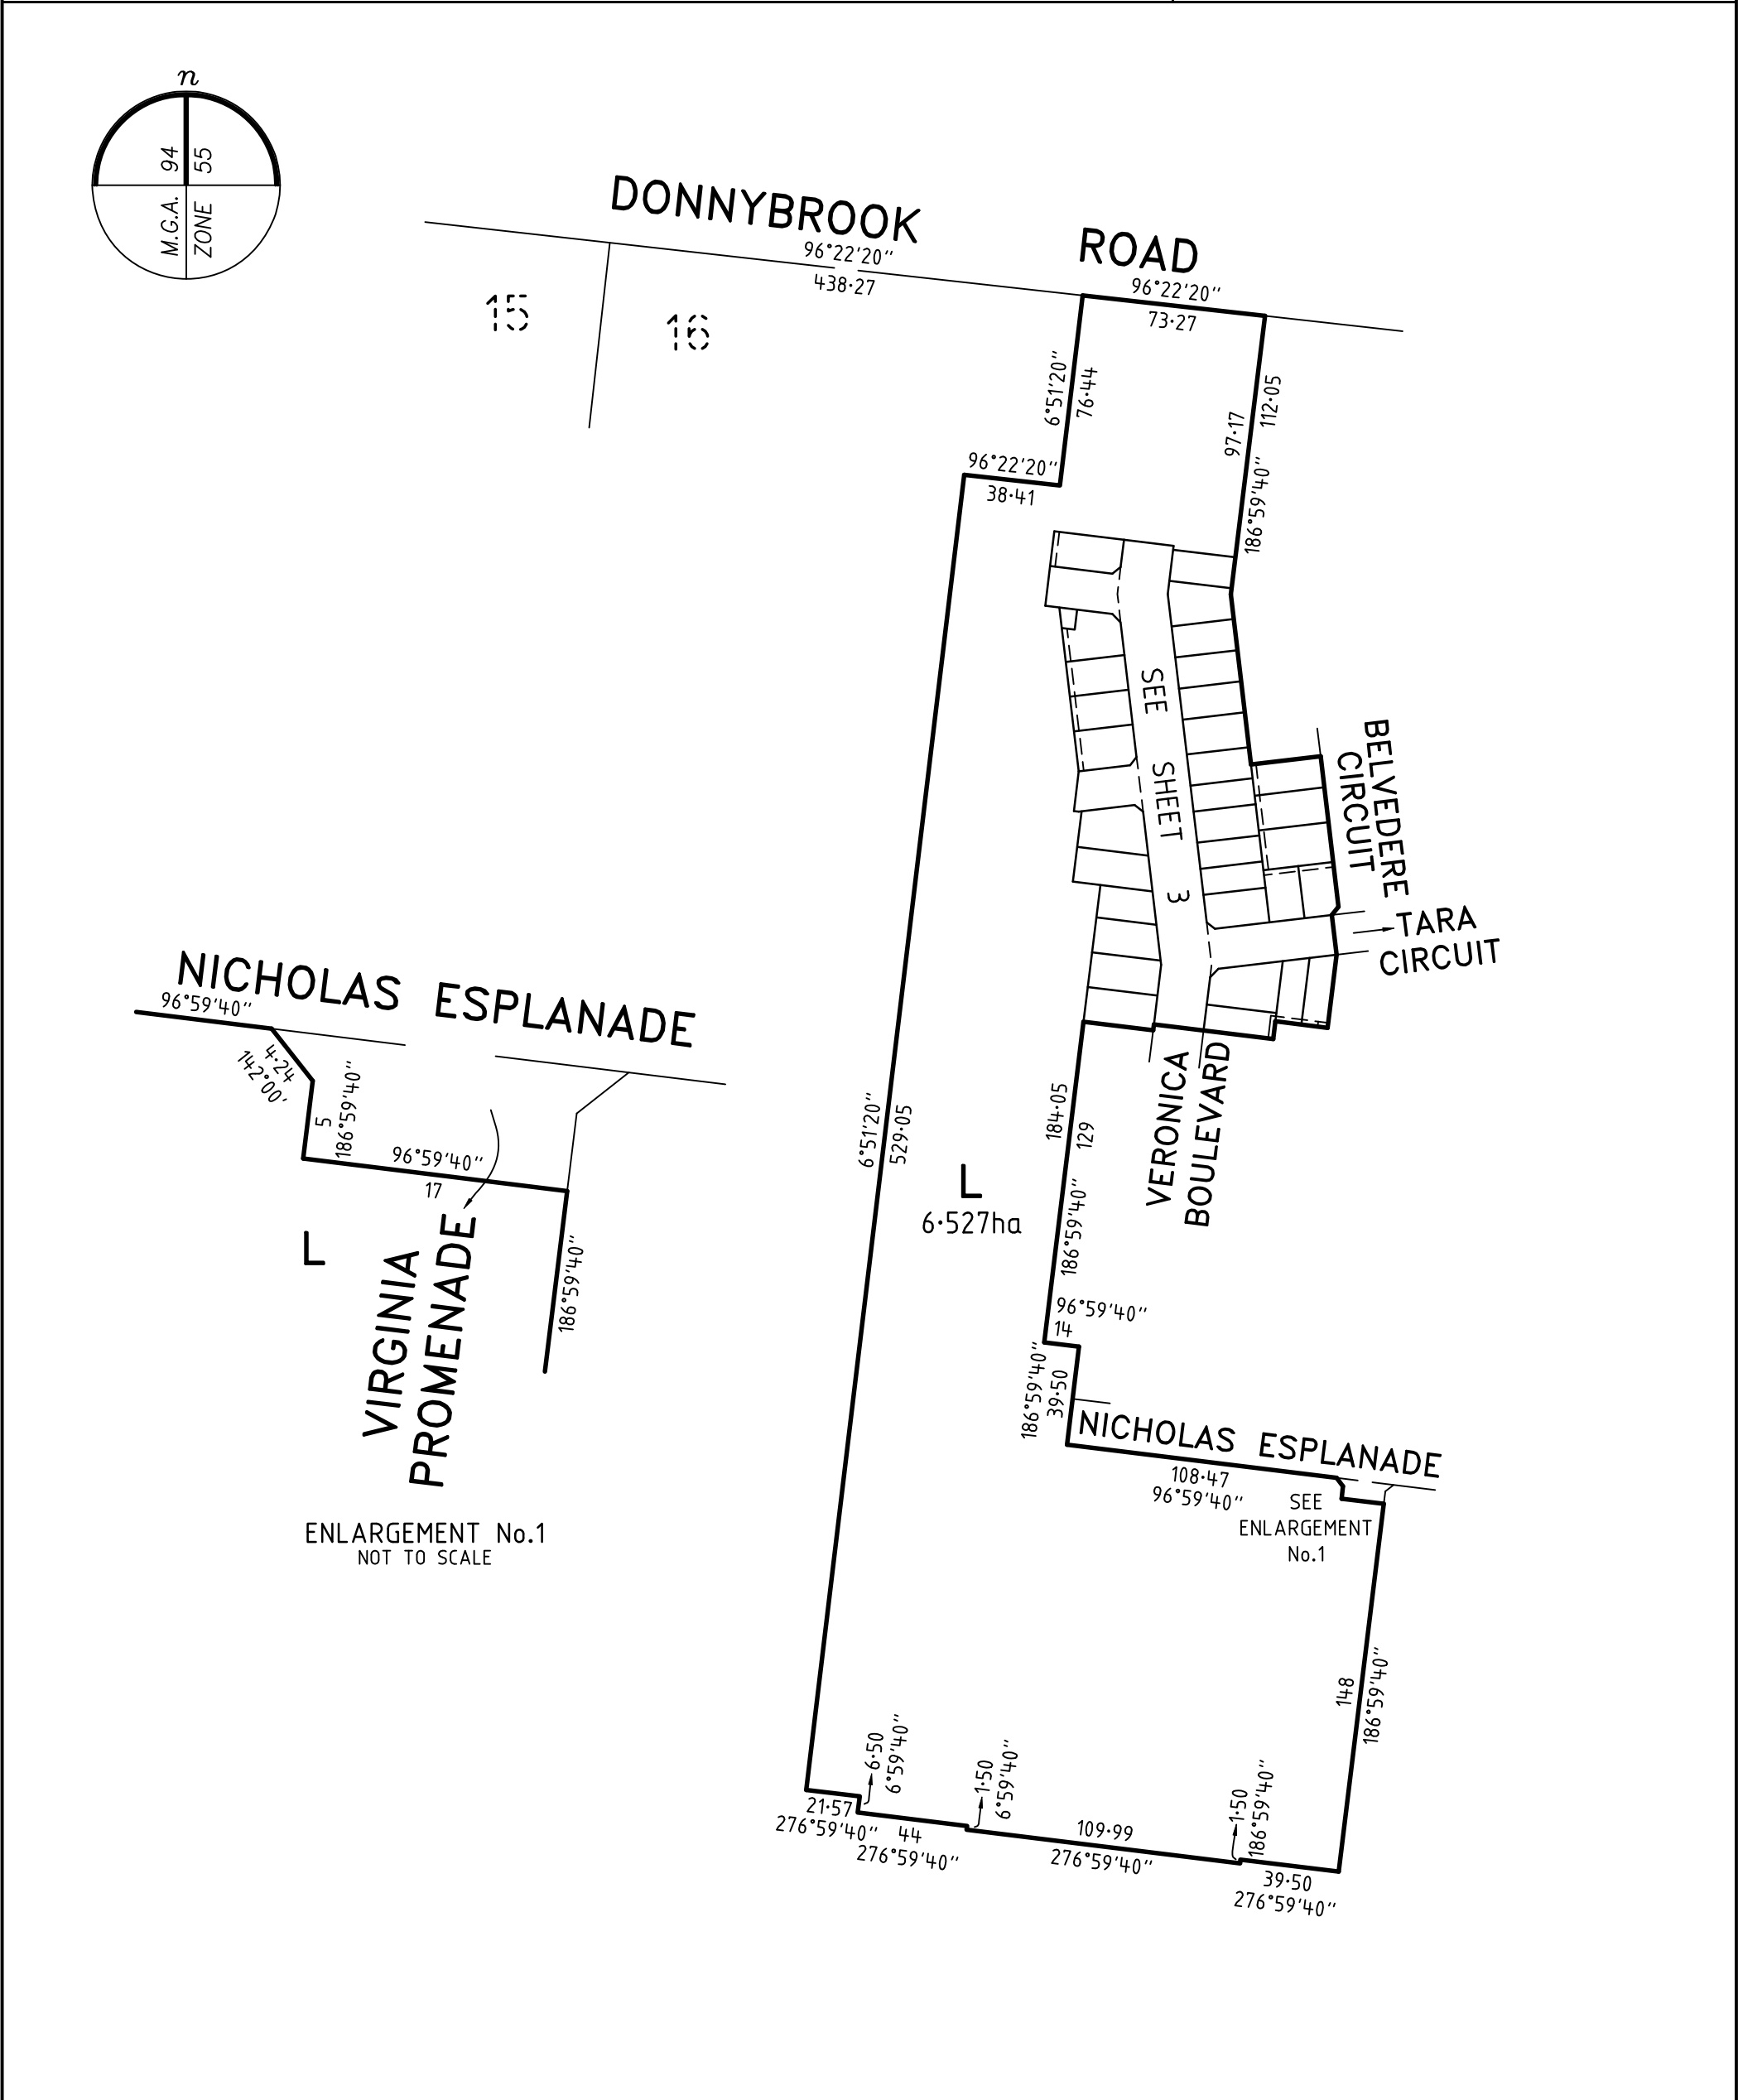 n
M.G.A. 94
ZONE 55
DONNYBROOK ROAD
96°22'20"
438·27
96°22'20"
73·27
15
16
6°51'20"
76·44
97·17
112·05
186°59'40"
96°22'20"
38·41
SEE SHEET 3
BELVEDERE
CIRCUIT
TARA
CIRCUIT
VERONICA
BOULEVARD
6°51'20"
529·05
184·05
129
186°59'40"
L
6·527ha
96°59'40"
14
186°59'40"
39·50
NICHOLAS ESPLANADE
108·47
96°59'40"
SEE
ENLARGEMENT
No.1
148
186°59'40"
6·50
6°59'40"
1·50
6°59'40"
1·50
186°59'40"
21·57
276°59'40"
44
276°59'40"
109·99
276°59'40"
39·50
276°59'40"
NICHOLAS ESPLANADE
96°59'40"
4·24
142°00'
5
186°59'40"
96°59'40"
17
L
VIRGINIA
PROMENADE
186°59'40"
ENLARGEMENT No.1
NOT TO SCALE